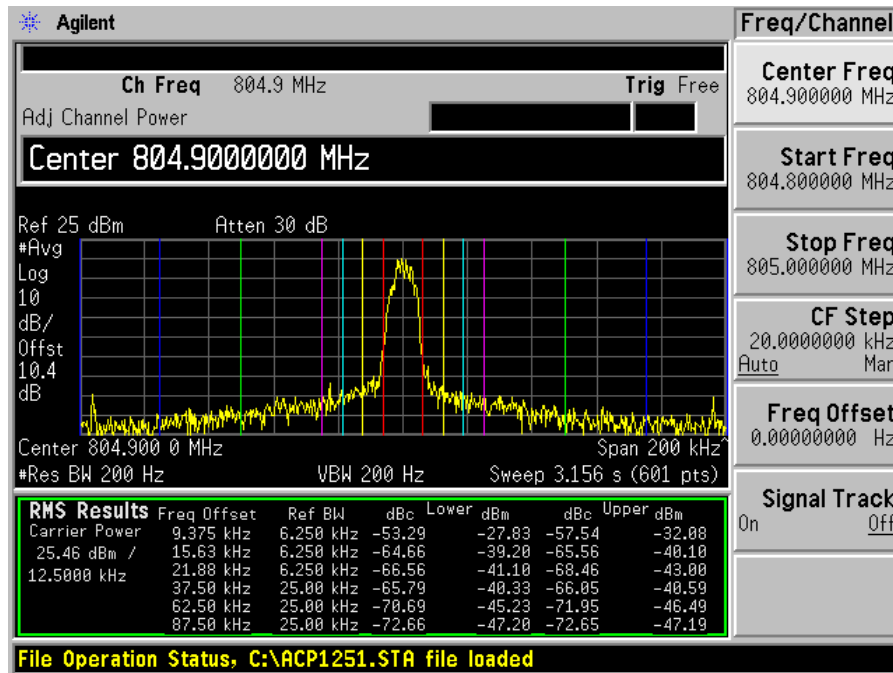 Agilent
Freq/Channel
Ch Freq 804.9 MHz Trig Free
Adj Channel Power
Center 804.9000000 MHz
Ref 25 dBm Atten 30 dB
#Avg
Log
10
dB/
Offst
10.4
dB
Center 804.900 0 MHz Span 200 kHz^
#Res BW 200 Hz VBW 200 Hz Sweep 3.156 s (601 pts)
RMS Results Freq Offset Ref BW dBc Lower dBm dBc Upper dBm
Carrier Power 9.375 kHz 6.250 kHz -53.29 -27.83 -57.54 -32.08
25.46 dBm / 15.63 kHz 6.250 kHz -64.66 -39.20 -65.56 -40.10
12.5000 kHz 21.88 kHz 6.250 kHz -66.56 -41.10 -68.46 -43.00
37.50 kHz 25.00 kHz -65.79 -40.33 -66.05 -40.59
62.50 kHz 25.00 kHz -70.69 -45.23 -71.95 -46.49
87.50 kHz 25.00 kHz -72.66 -47.20 -72.65 -47.19
File Operation Status, C:\ACP1251.STA file loaded
Center Freq
804.900000 MHz
Start Freq
804.800000 MHz
Stop Freq
805.000000 MHz
CF Step
20.0000000 kHz
Auto Man
Freq Offset
0.00000000 Hz
Signal Track
On Off